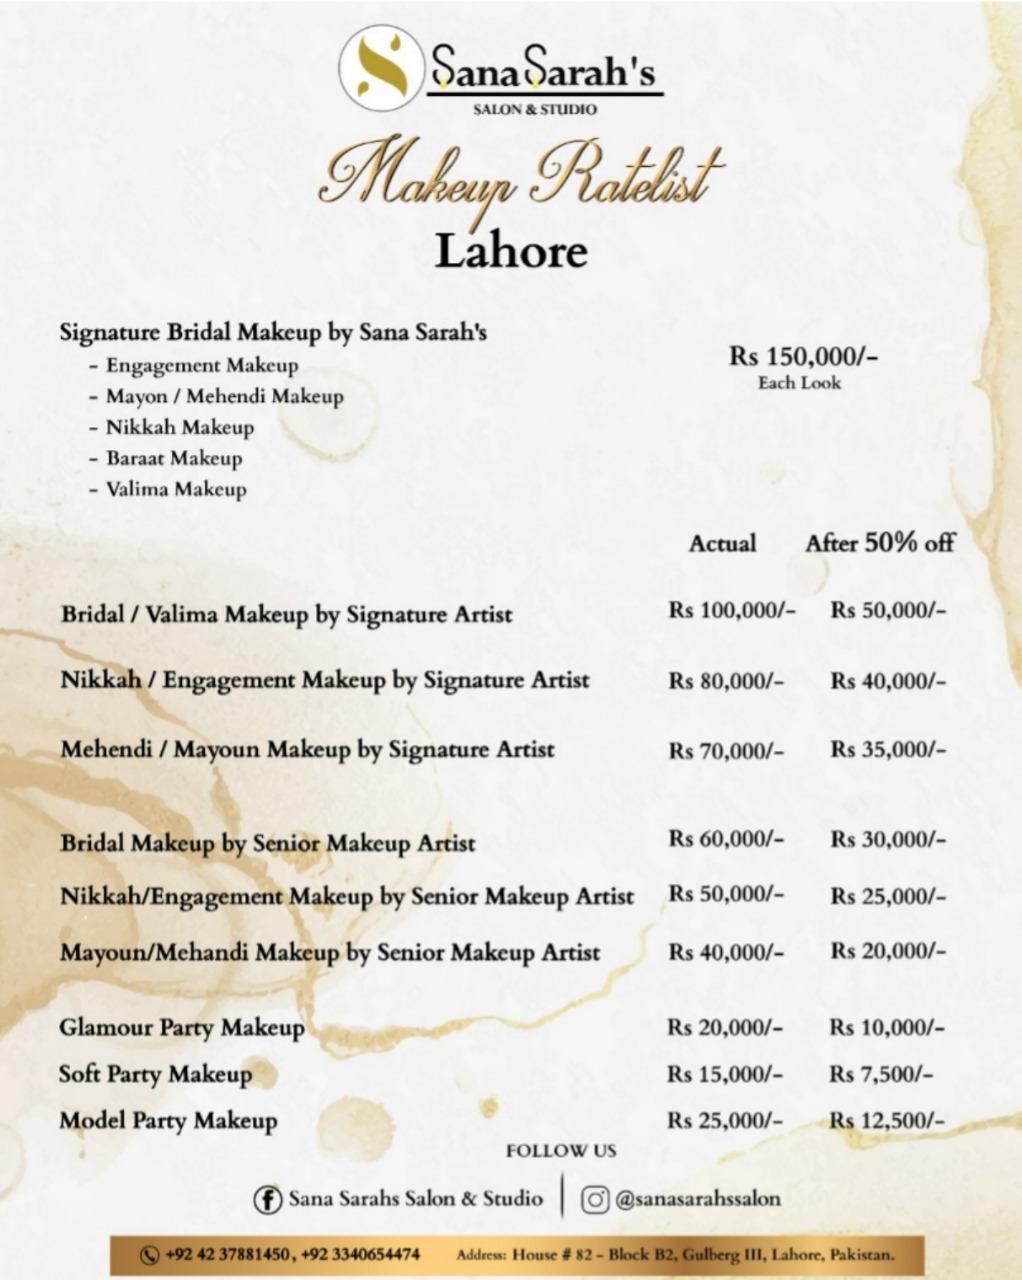 Sana Sarah's
SALON & STUDIO
Makeup Ratelist
Lahore
Signature Bridal Makeup by Sana Sarah's
- Engagement Makeup
- Mayon / Mehendi Makeup
- Nikkah Makeup
- Baraat Makeup
- Valima Makeup
Rs 150,000/-
Each Look
Actual After 50% off
Bridal / Valima Makeup by Signature Artist Rs 100,000/- Rs 50,000/-
Nikkah / Engagement Makeup by Signature Artist Rs 80,000/- Rs 40,000/-
Mehendi / Mayoun Makeup by Signature Artist Rs 70,000/- Rs 35,000/-
Bridal Makeup by Senior Makeup Artist Rs 60,000/- Rs 30,000/-
Nikkah/Engagement Makeup by Senior Makeup Artist Rs 50,000/- Rs 25,000/-
Mayoun/Mehandi Makeup by Senior Makeup Artist Rs 40,000/- Rs 20,000/-
Glamour Party Makeup Rs 20,000/- Rs 10,000/-
Soft Party Makeup Rs 15,000/- Rs 7,500/-
Model Party Makeup Rs 25,000/- Rs 12,500/-
FOLLOW US
Sana Sarahs Salon & Studio @sanasarahssalon
+92 42 37881450, +92 3340654474 Address: House # 82 - Block B2, Gulberg III, Lahore, Pakistan.